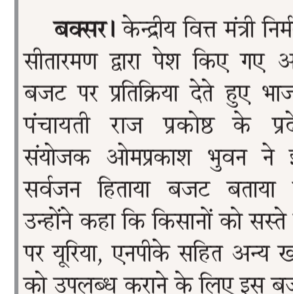 बक्सर। केन्द्रीय वित्त मंत्री
सीतारमण द्वारा पेश किए गए
बजट पर प्रतिक्रिया देते हुए
पंचायती राज प्रकोष्ठ के
संयोजक ओमप्रकाश भुवन ने
सर्वजन हिताया बजट बताया
उन्होंने कहा कि किसानों को सस्ते
पर यूरिया, एनपीके सहित अन्य
को उपलब्ध कराने के लिए इस